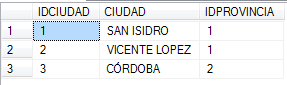 IDCIUDAD CIUDAD IDPROVINCIA
1 1 SAN ISIDRO 1
2 2 VICENTE LOPEZ 1
3 3 CÓRDOBA 2